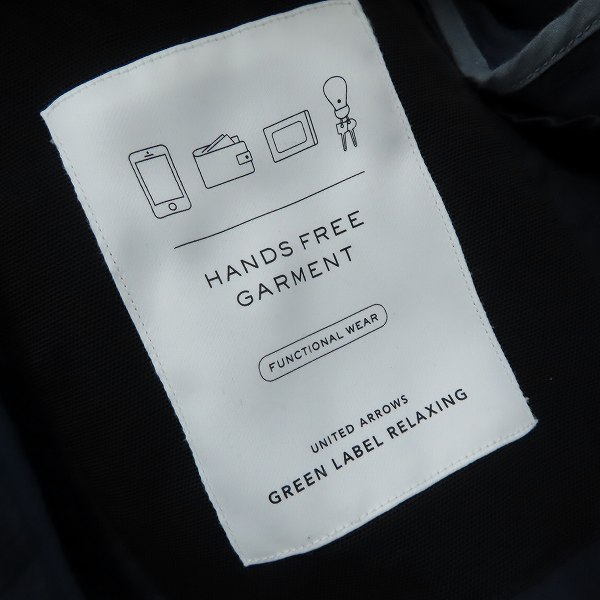 HANDS FREE
GARMENT
FUNCTIONAL WEAR
UNITED ARROWS
GREEN LABEL RELAXING